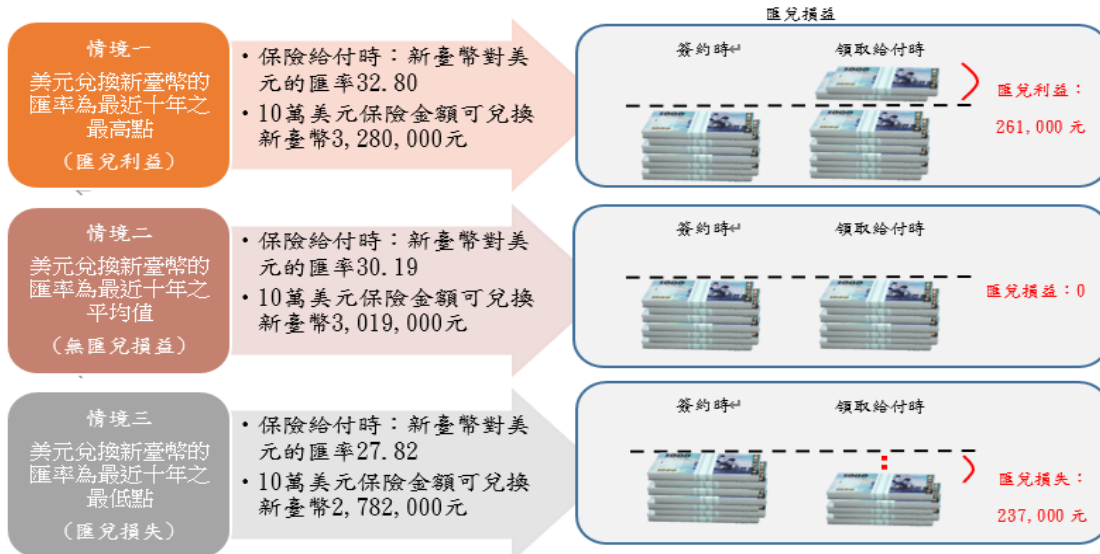 匯兌損益
情境一
美元兌換新臺幣的
匯率為最近十年之
最高點
(匯兌利益)
• 保險給付時：新臺幣對美
元的匯率32.80
• 10萬美元保險金額可兌換
新臺幣3,280,000元
簽約時↵
領取給付時
匯兌利益：
261,000 元
情境二
美元兌換新臺幣的
匯率為最近十年之
平均值
(無匯兌損益)
• 保險給付時：新臺幣對美
元的匯率30.19
• 10萬美元保險金額可兌換
新臺幣3,019,000元
簽約時↵
領取給付時
匯兌損益：0
情境三
美元兌換新臺幣的
匯率為最近十年之
最低點
(匯兌損失)
• 保險給付時：新臺幣對美
元的匯率27.82
• 10萬美元保險金額可兌換
新臺幣2,782,000元
簽約時↵
領取給付時
匯兌損失：
237,000 元